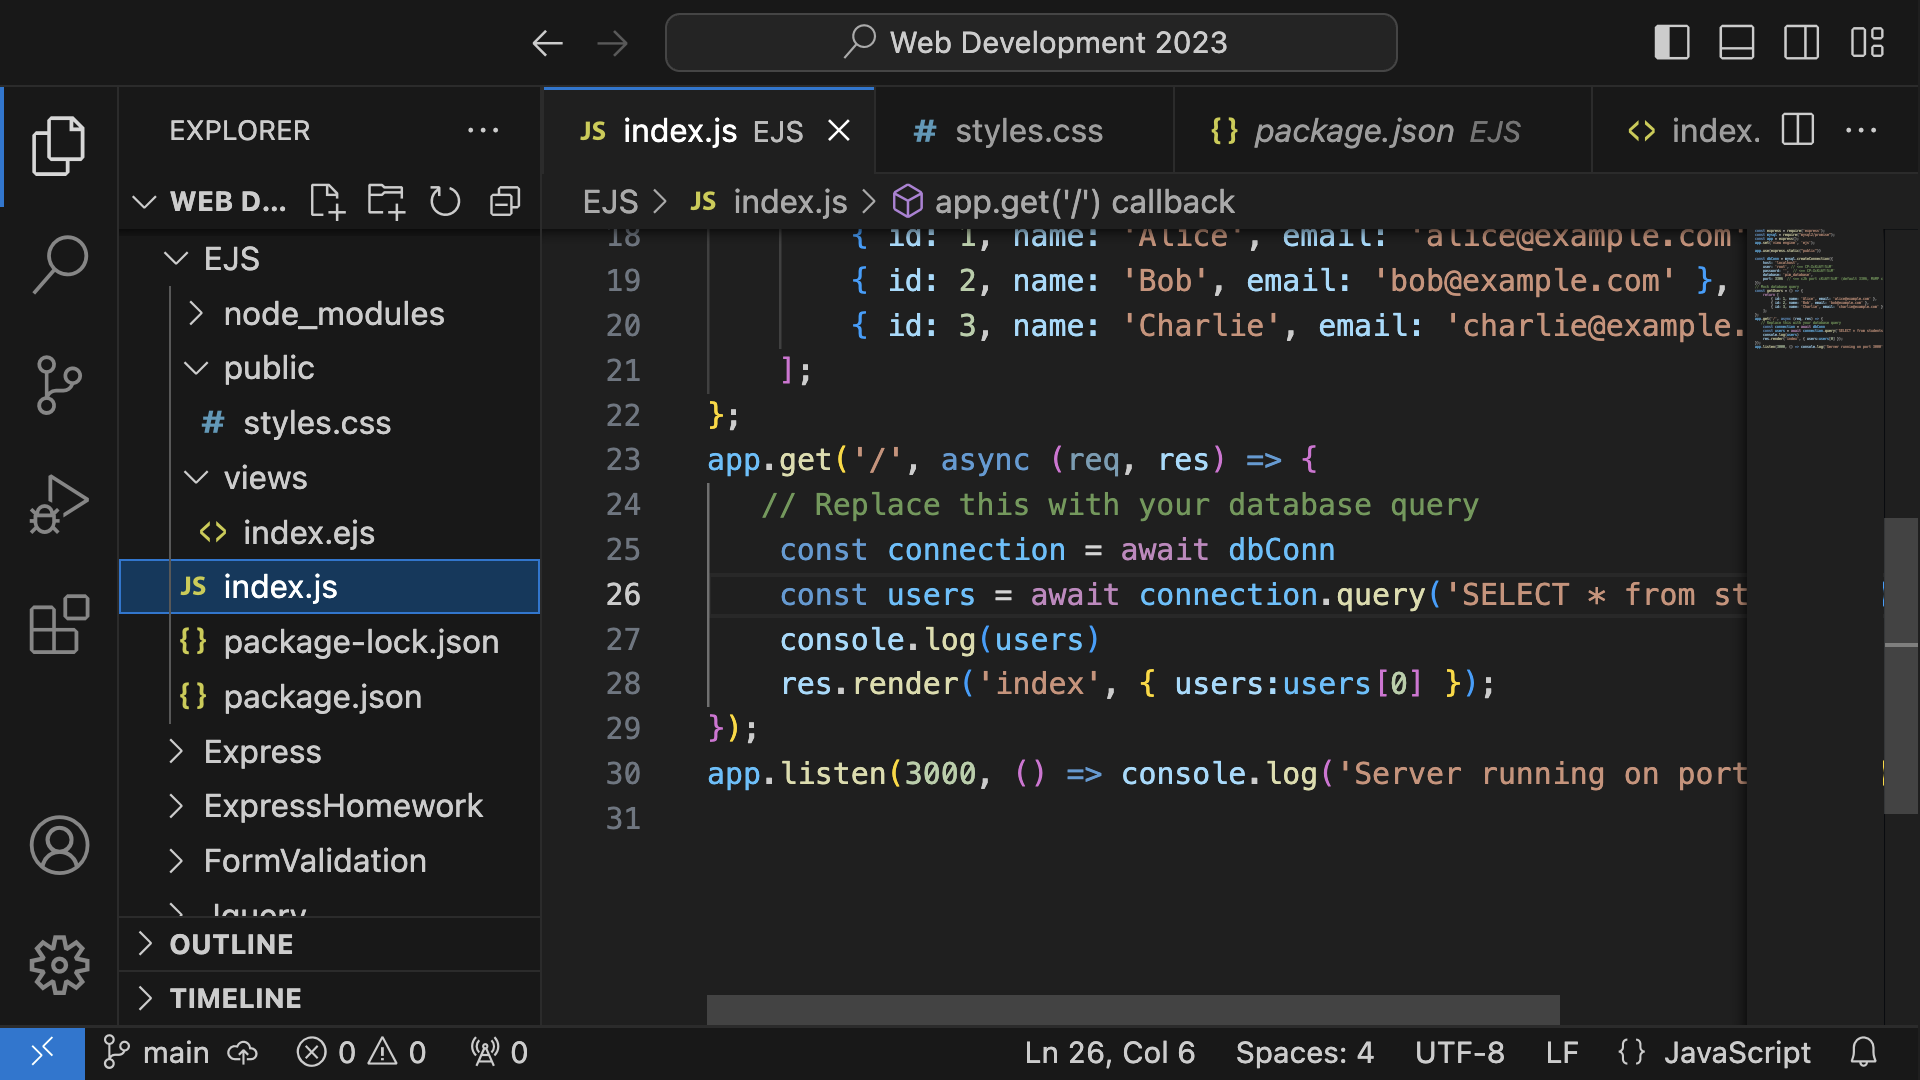 Web Development 2023
EXPLORER
WEB D...
EJS
node_modules
public
# styles.css
views
<> index.ejs
JS index.js
{} package-lock.json
{} package.json
Express
ExpressHomework
FormValidation
Jquery
OUTLINE
TIMELINE
JS index.js EJS
# styles.css
{} package.json EJS
<> index.
EJS > JS index.js > app.get('/') callback
18 { id: 1, name: 'Alice', email: 'alice@example.com'
19 { id: 2, name: 'Bob', email: 'bob@example.com' },
20 { id: 3, name: 'Charlie', email: 'charlie@example.
21 ];
22 };
23 app.get('/', async (req, res) => {
24 // Replace this with your database query
25 const connection = await dbConn
26 const users = await connection.query('SELECT * from st
27 console.log(users)
28 res.render('index', { users:users[0] });
29 });
30 app.listen(3000, () => console.log('Server running on port
31
main 0 0 0 Ln 26, Col 6 Spaces: 4 UTF-8 LF {} JavaScript